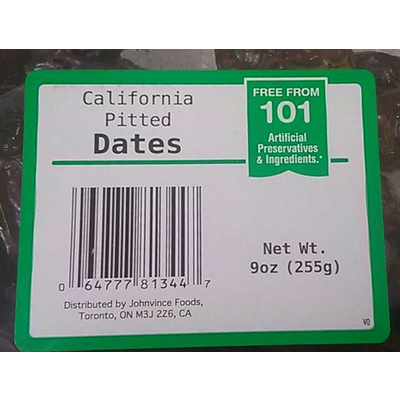 California
Pitted
Dates
FREE FROM
101
Artificial
Preservatives
& Ingredients.*
0 64777 81344 7
Net Wt.
9oz (255g)
Distributed by Johnvince Foods,
Toronto, ON M3J 2Z6, CA
V0